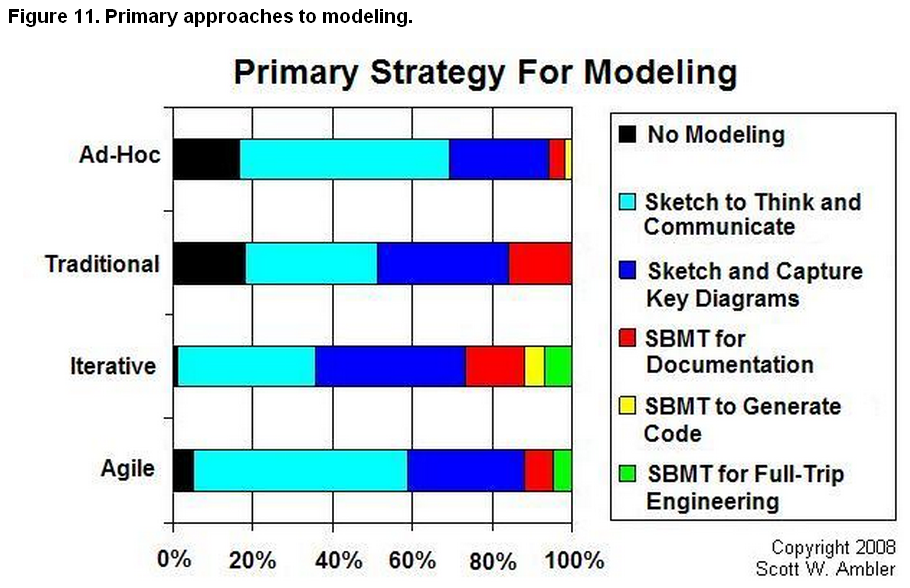 Figure 11. Primary approaches to modeling.
Primary Strategy For Modeling
Ad-Hoc
Traditional
Iterative
Agile
0% 20% 40% 60% 80% 100%
No Modeling
Sketch to Think and
Communicate
Sketch and Capture
Key Diagrams
SBMT for
Documentation
SBMT to Generate
Code
SBMT for Full-Trip
Engineering
Copyright 2008
Scott W. Ambler